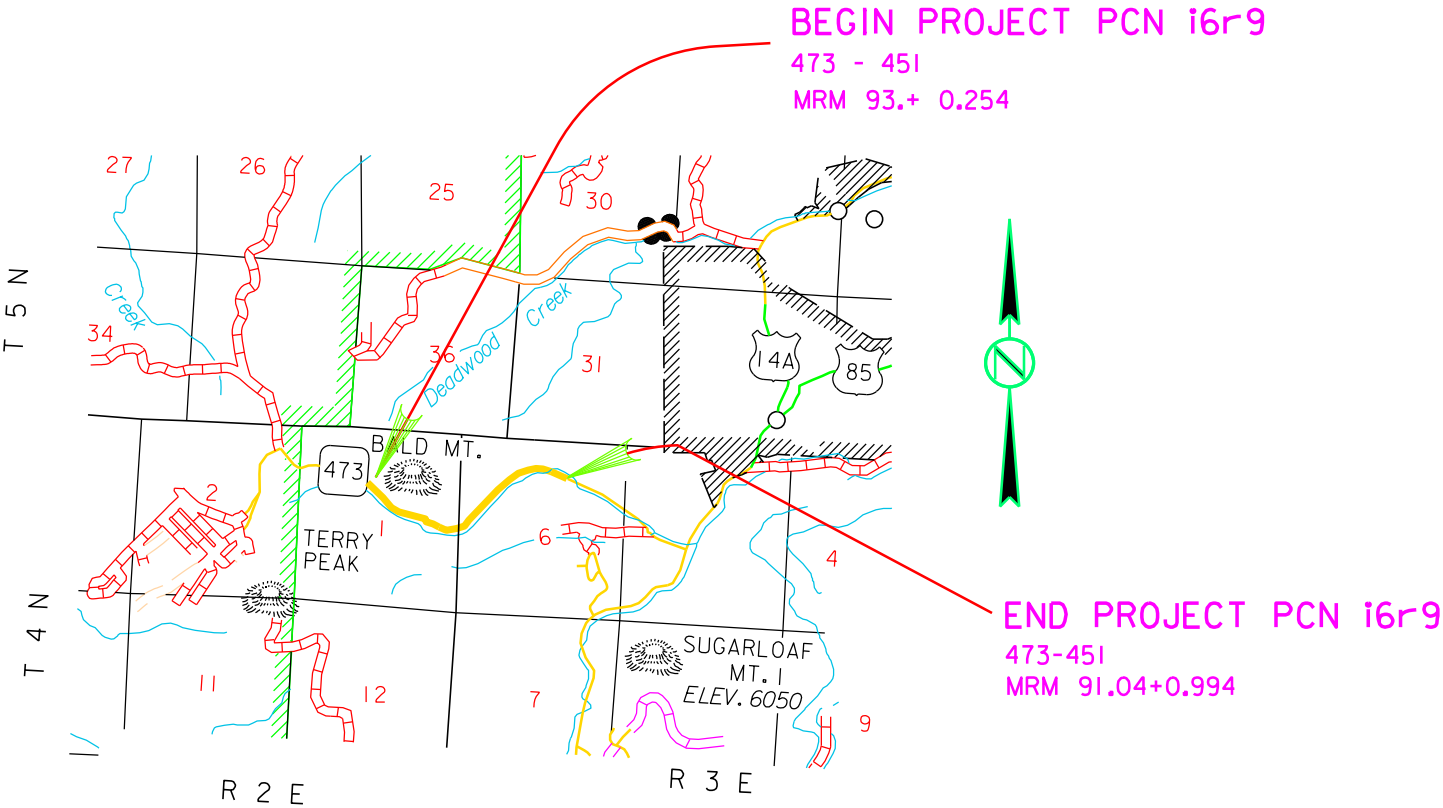 BEGIN PROJECT PCN i6r9
473 - 451
MRM 93.+ 0.254
27
26
25
30
T 5 N
Creek
Creek
34
36
Deadwood
31
14A
85
BALD MT.
473
2
1
TERRY
PEAK
6
4
T 4 N
END PROJECT PCN i6r9
473-451
MRM 91.04+0.994
SUGARLOAF
MT. 1
ELEV. 6050
11
12
7
9
R 2 E
R 3 E
N